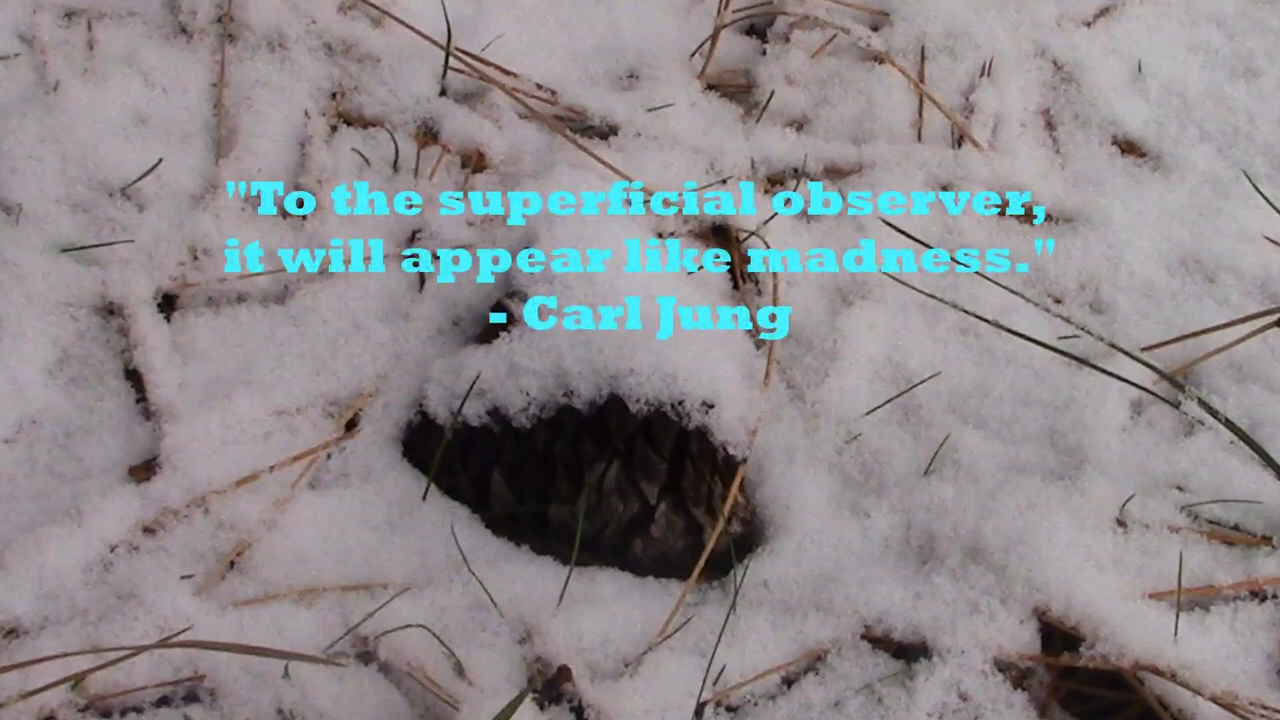 "To the superficial observer,
it will appear like madness."
- Carl Jung